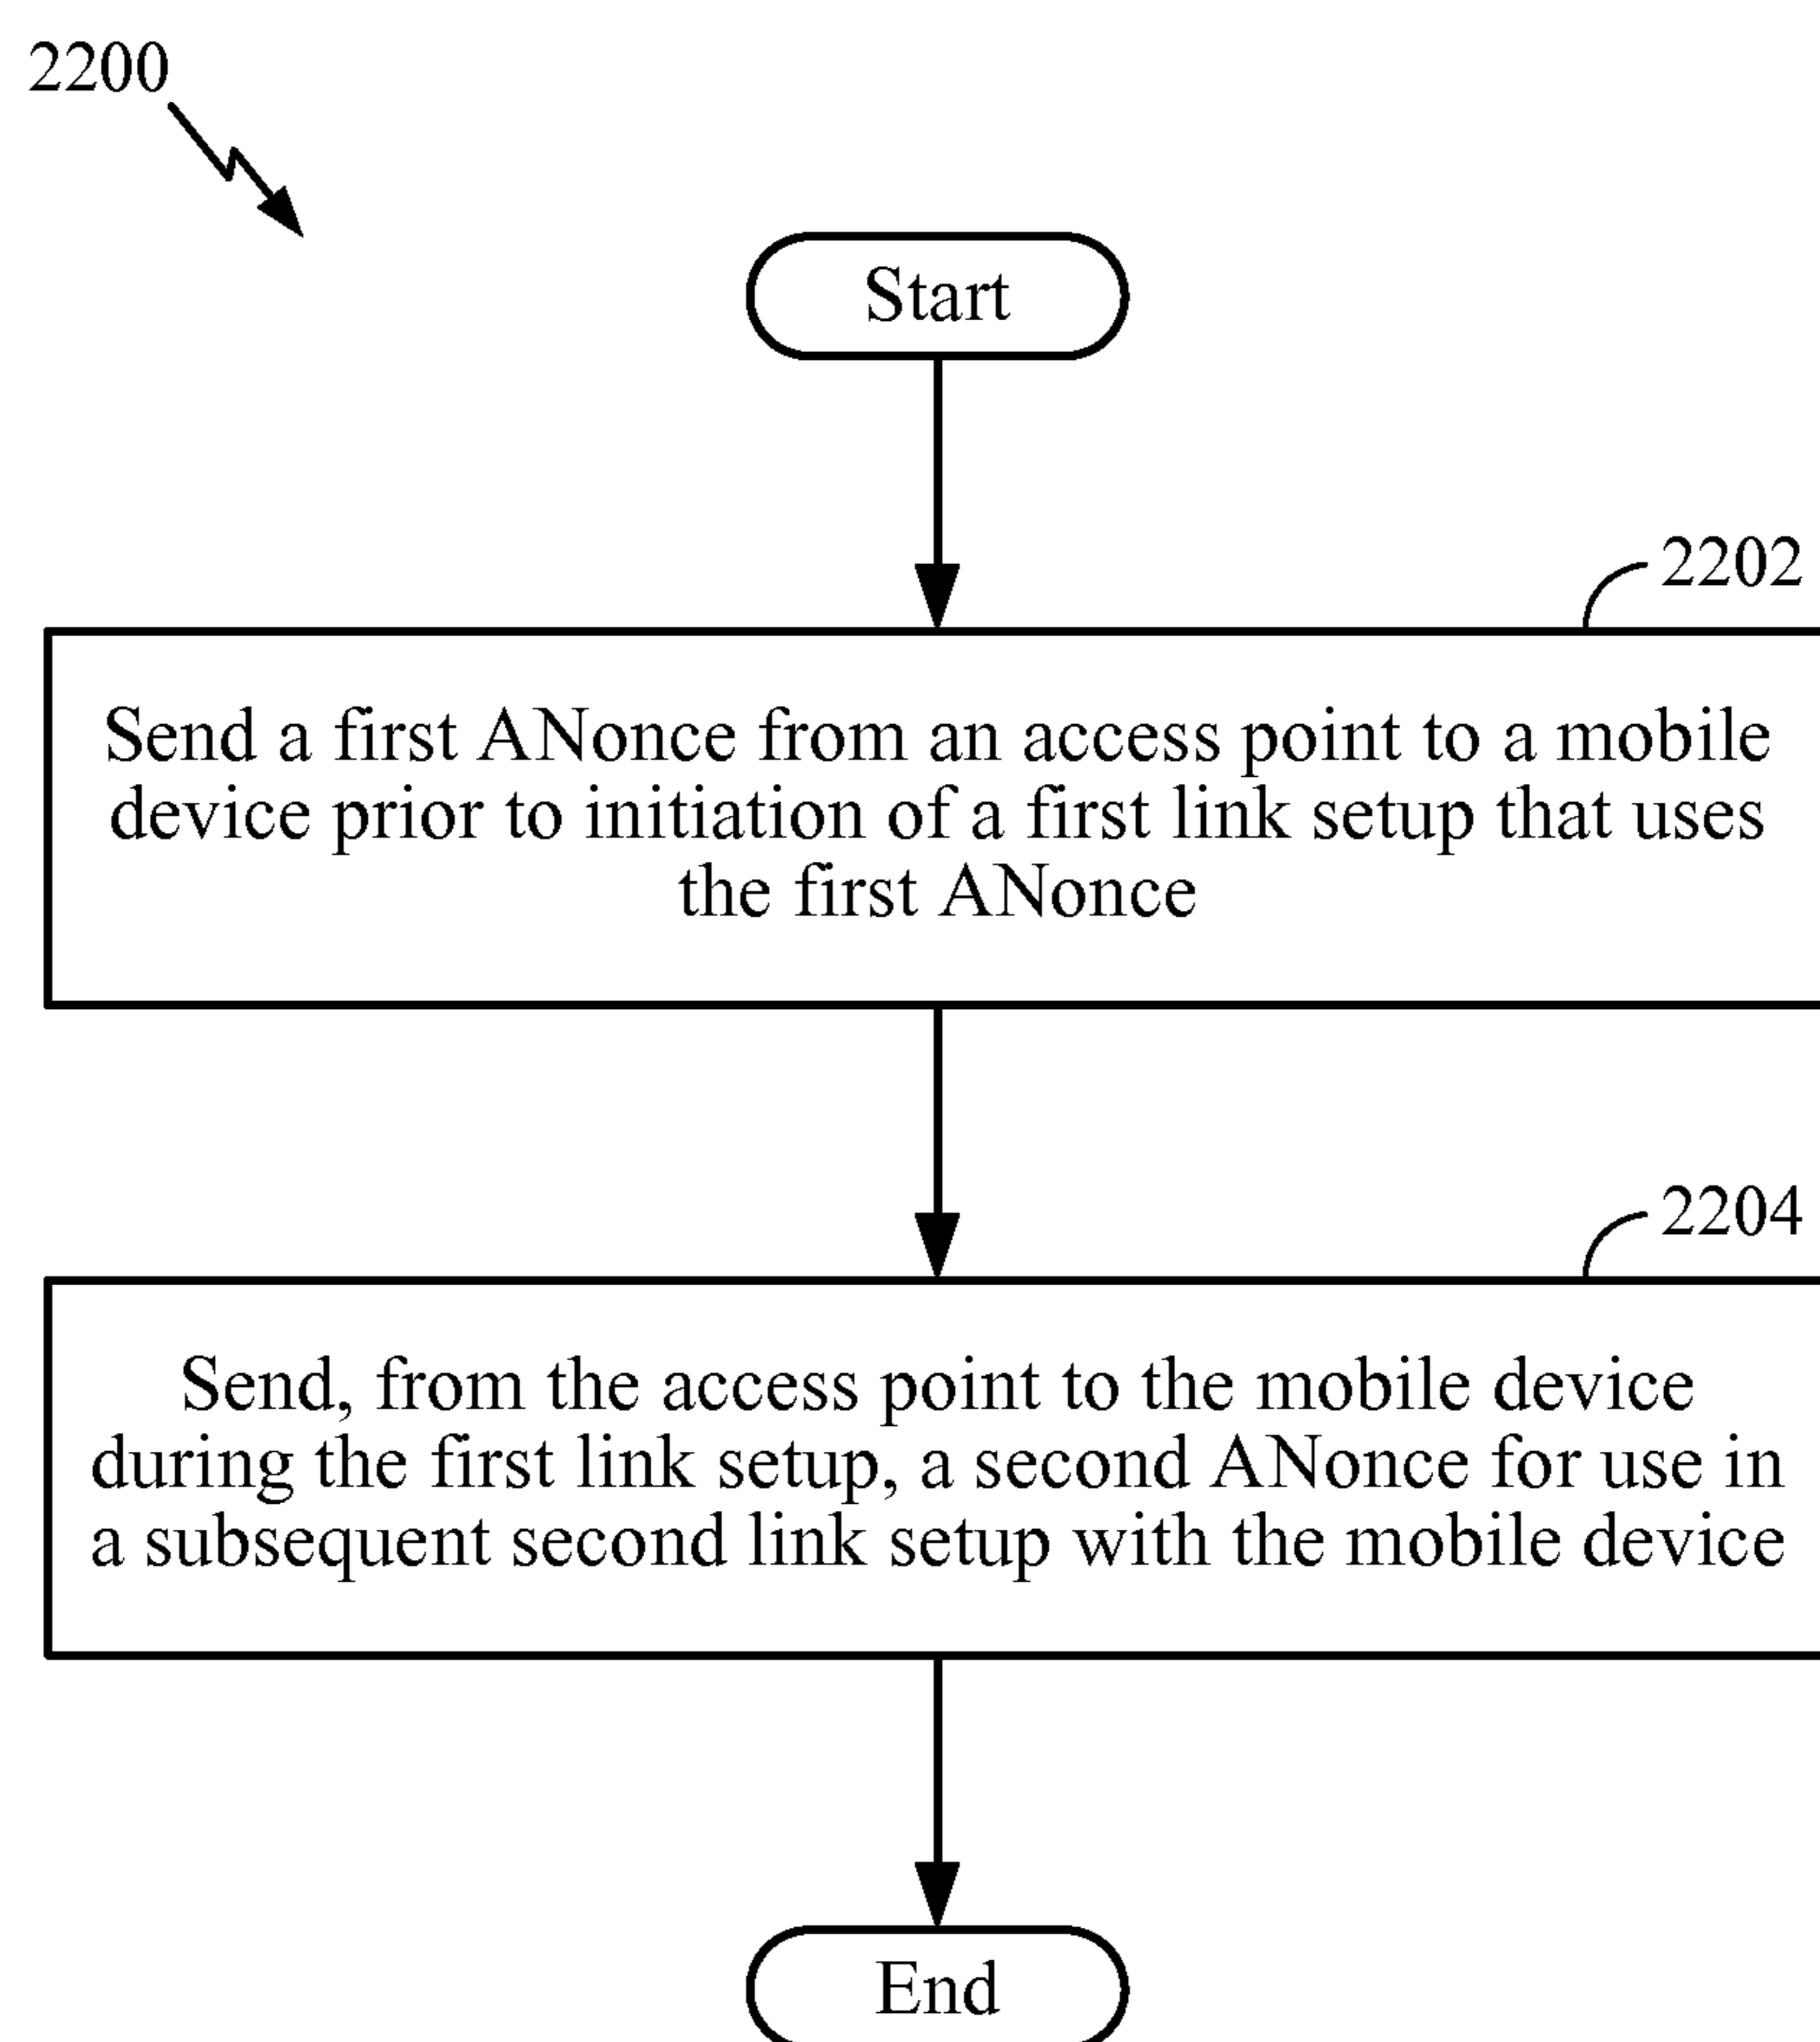 2200
Start
2202
Send a first ANonce from an access point to a mobile
device prior to initiation of a first link setup that uses
the first ANonce
2204
Send, from the access point to the mobile device
during the first link setup, a second ANonce for use in
a subsequent second link setup with the mobile device
End